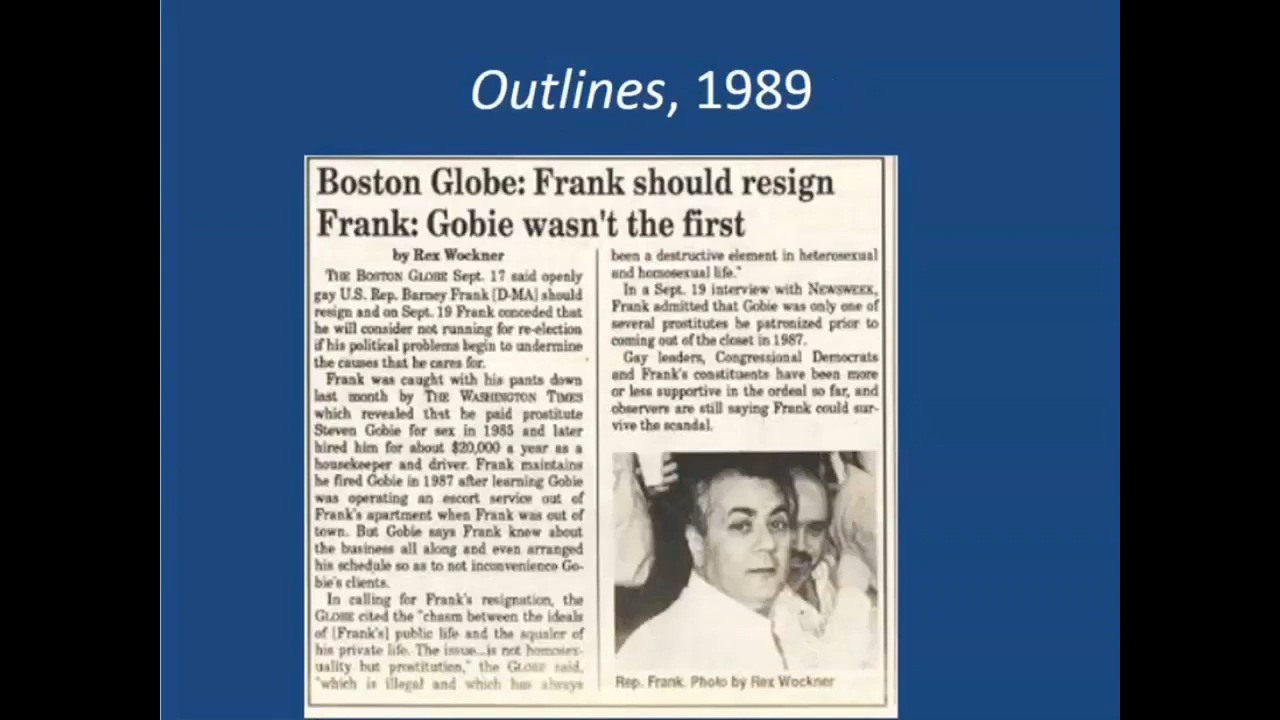 Outlines, 1989
Boston Globe: Frank should resign
Frank: Gobie wasn't the first
by Rex Wockner
THE BOSTON GLOBE Sept. 17 said openly
gay U.S. Rep. Barney Frank [D-MA] should
resign and on Sept. 19 Frank conceded that
he will consider not running for re-election
if his political problems begin to undermine
the causes that he cares for.
Frank was caught with his pants down
last month by THE WASHINGTON TIMES
which revealed that he paid prostitute
Steven Gobie for sex in 1985 and later
hired him for about $20,000 a year as a
housekeeper and driver. Frank maintains
he fired Gobie in 1987 after learning Gobie
was operating an escort service out of
Frank's apartment when Frank was out of
town. But Gobie says Frank knew about
the business all along and even arranged
his schedule so as to not inconvenience Go-
bie's clients.
In calling for Frank's resignation, the
GLOBE cited the "chasm between the ideals
of [Frank's] public life and the squalor of
his private life. The issue...is not homosex-
uality but prostitution," the GLOBE said,
"which is illegal and which has always
been a destructive element in heterosexual
and homosexual life."
In a Sept. 19 interview with NEWSWEEK,
Frank admitted that Gobie was only one of
several prostitutes he patronized prior to
coming out of the closet in 1987.
Gay leaders, Congressional Democrats
and Frank's constituents have been more
or less supportive in the ordeal so far, and
observers are still saying Frank could sur-
vive the scandal.
Rep. Frank. Photo by Rex Wockner